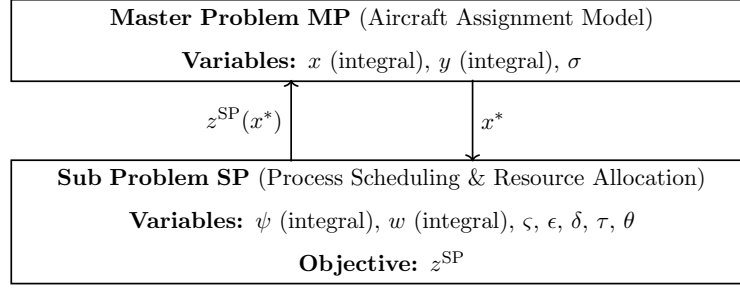 Master Problem MP (Aircraft Assignment Model)
Variables: x (integral), y (integral), σ
z^SP(x*)
x*
Sub Problem SP (Process Scheduling & Resource Allocation)
Variables: ψ (integral), w (integral), ς, ϵ, δ, τ, θ
Objective: z^SP